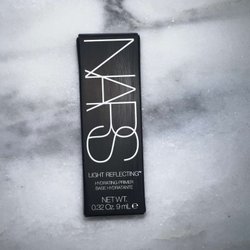 NARS
LIGHT REFLECTING™
HYDRATING PRIMER
BASE HYDRATANTE
NET WT.
0.32 Oz. 9 mL ℮